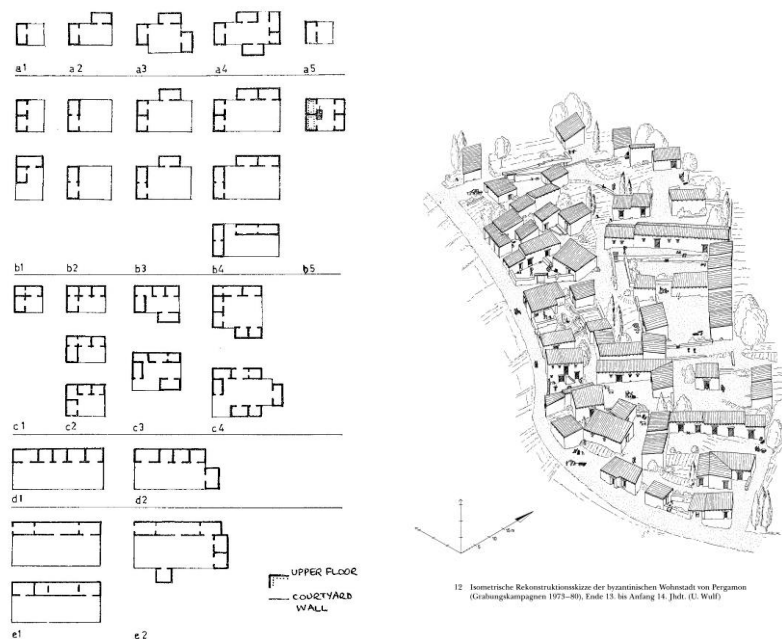 a1 a2 a3 a4 a5
b1 b2 b3 b4 b5
c1 c2 c3 c4
d1 d2
UPPER FLOOR
COURTYARD
WALL
e1 e2
12 Isometrische Rekonstruktionsskizze der byzantinischen Wohnstadt von Pergamon
(Grabungskampagnen 1973–80), Ende 13. bis Anfang 14. Jhdt. (U. Wulf)